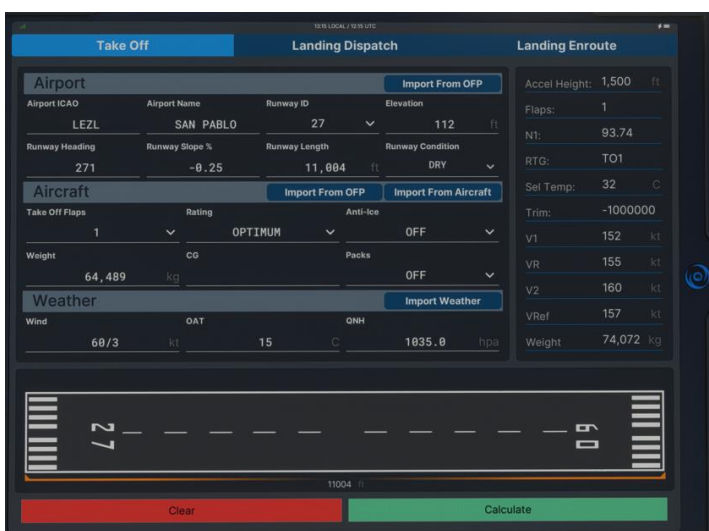 12:15 LOCAL / 12:15 UTC
Take Off Landing Dispatch Landing Enroute
Airport Import From OFP
Airport ICAO Airport Name Runway ID Elevation
LEZL SAN PABLO 27 112 ft
Runway Heading Runway Slope % Runway Length Runway Condition
271 -0.25 11,004 ft DRY
Aircraft Import From OFP Import From Aircraft
Take Off Flaps Rating Anti-Ice
1 OPTIMUM OFF
Weight CG Packs
64,489 kg OFF
Weather Import Weather
Wind OAT QNH
60/3 kt 15 C 1035.0 hpa
Accel Height: 1,500 ft
Flaps: 1
N1: 93.74
RTG: TO1
Sel Temp: 32 C
Trim: -1000000
V1 152 kt
VR 155 kt
V2 160 kt
VRef 157 kt
Weight 74,072 kg
27 09
11004 ft
Clear Calculate